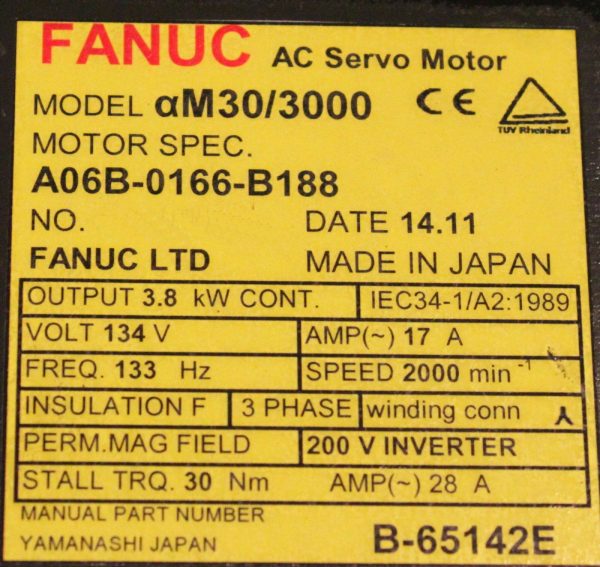 FANUC AC Servo Motor
MODEL αM30/3000 CE
TUV Rheinland
MOTOR SPEC.
A06B-0166-B188
NO. DATE 14.11
FANUC LTD MADE IN JAPAN
OUTPUT 3.8 kW CONT. IEC34-1/A2:1989
VOLT 134 V AMP(~) 17 A
FREQ. 133 Hz SPEED 2000 min⁻¹
INSULATION F 3 PHASE winding conn
PERM.MAG FIELD 200 V INVERTER
STALL TRQ. 30 Nm AMP(~) 28 A
MANUAL PART NUMBER
YAMANASHI JAPAN B-65142E